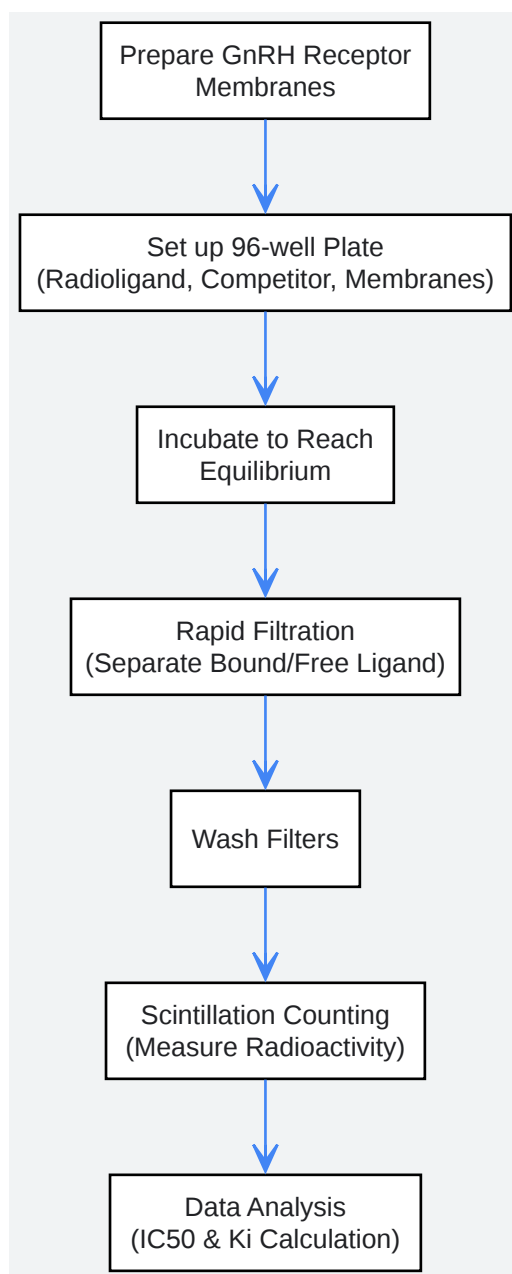 Prepare GnRH Receptor
Membranes
Set up 96-well Plate
(Radioligand, Competitor, Membranes)
Incubate to Reach
Equilibrium
Rapid Filtration
(Separate Bound/Free Ligand)
Wash Filters
Scintillation Counting
(Measure Radioactivity)
Data Analysis
(IC50 & Ki Calculation)